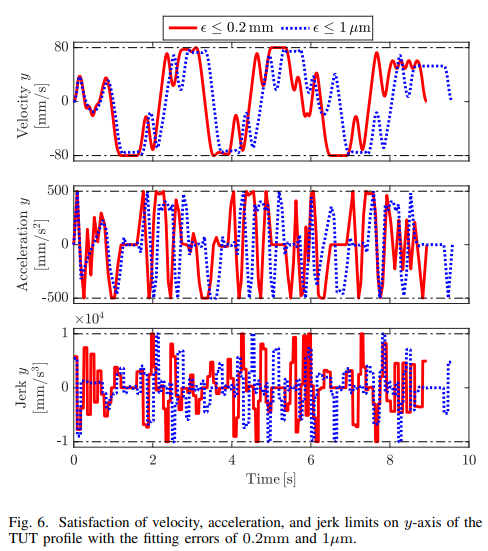 ϵ ≤ 0.2 mm ϵ ≤ 1 μm
80
0
-80
Velocity y
[mm/s]
500
0
-500
Acceleration y
[mm/s²]
×10⁴
1
0
-1
Jerk y
[mm/s³]
0 2 4 6 8 10
Time [s]
Fig. 6. Satisfaction of velocity, acceleration, and jerk limits on y-axis of the
TUT profile with the fitting errors of 0.2mm and 1μm.